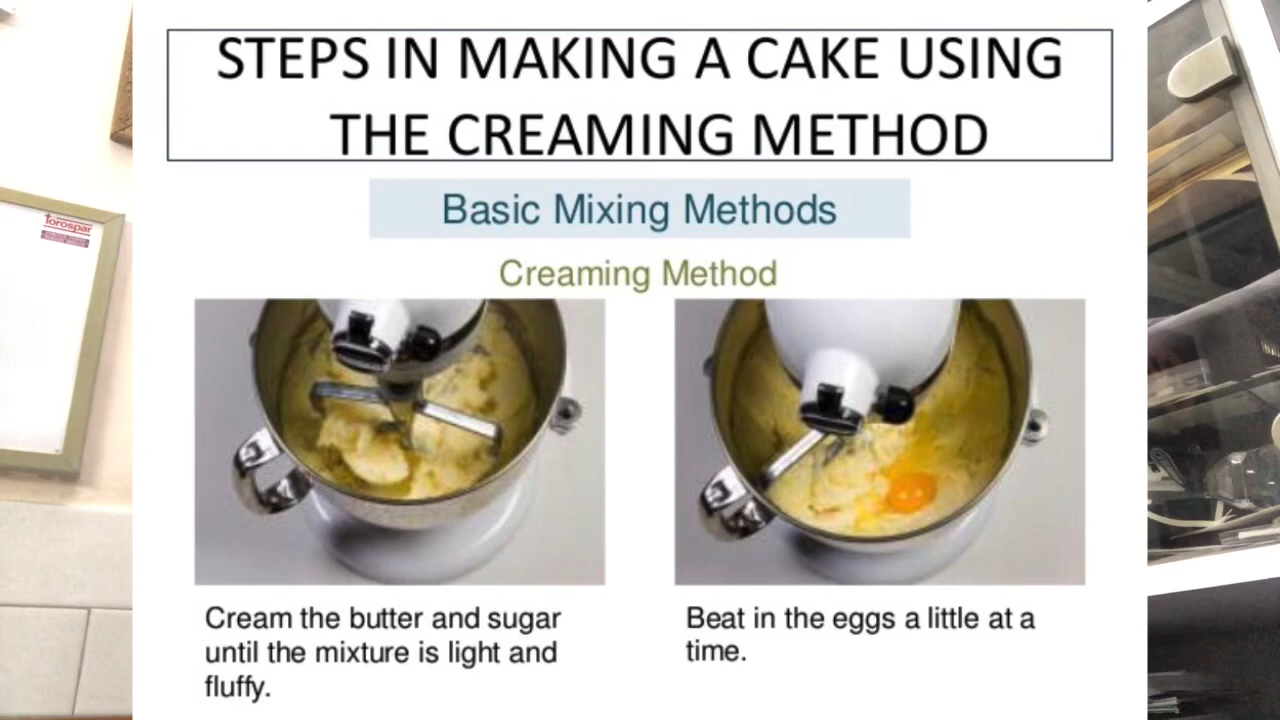 STEPS IN MAKING A CAKE USING
THE CREAMING METHOD
Basic Mixing Methods
Creaming Method
torospar
Cream the butter and sugar
until the mixture is light and
fluffy.
Beat in the eggs a little at a
time.